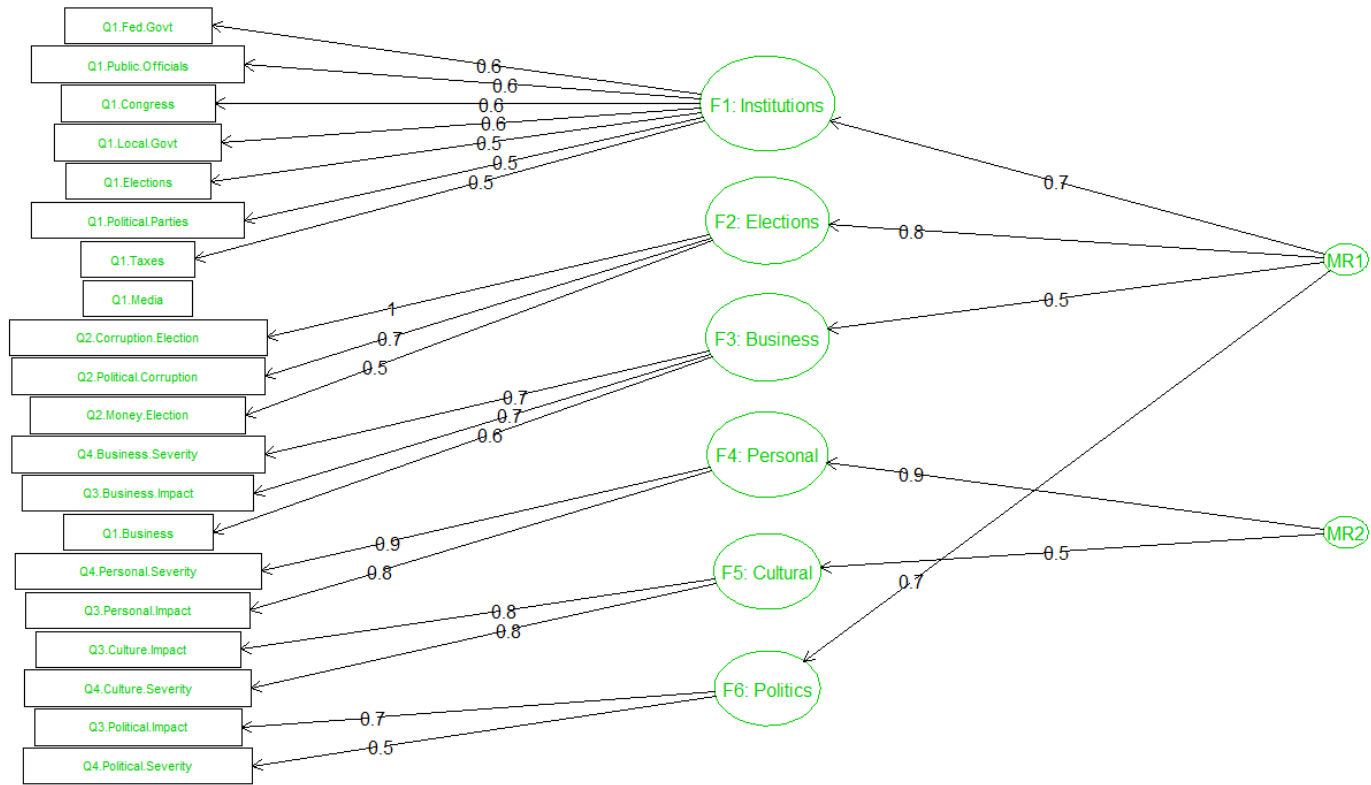 Q1.Fed.Govt
Q1.Public.Officials
Q1.Congress
Q1.Local.Govt
Q1.Elections
Q1.Political.Parties
Q1.Taxes
Q1.Media
Q2.Corruption.Election
Q2.Political.Corruption
Q2.Money.Election
Q4.Business.Severity
Q3.Business.Impact
Q1.Business
Q4.Personal.Severity
Q3.Personal.Impact
Q3.Culture.Impact
Q4.Culture.Severity
Q3.Political.Impact
Q4.Political.Severity
0.6
0.6
0.6
0.6
0.5
0.5
0.5
1
0.7
0.5
0.7
0.7
0.6
0.9
0.8
0.8
0.8
0.7
0.5
F1: Institutions
F2: Elections
F3: Business
F4: Personal
F5: Cultural
F6: Politics
0.7
0.8
0.5
0.9
0.5
0.7
MR1
MR2